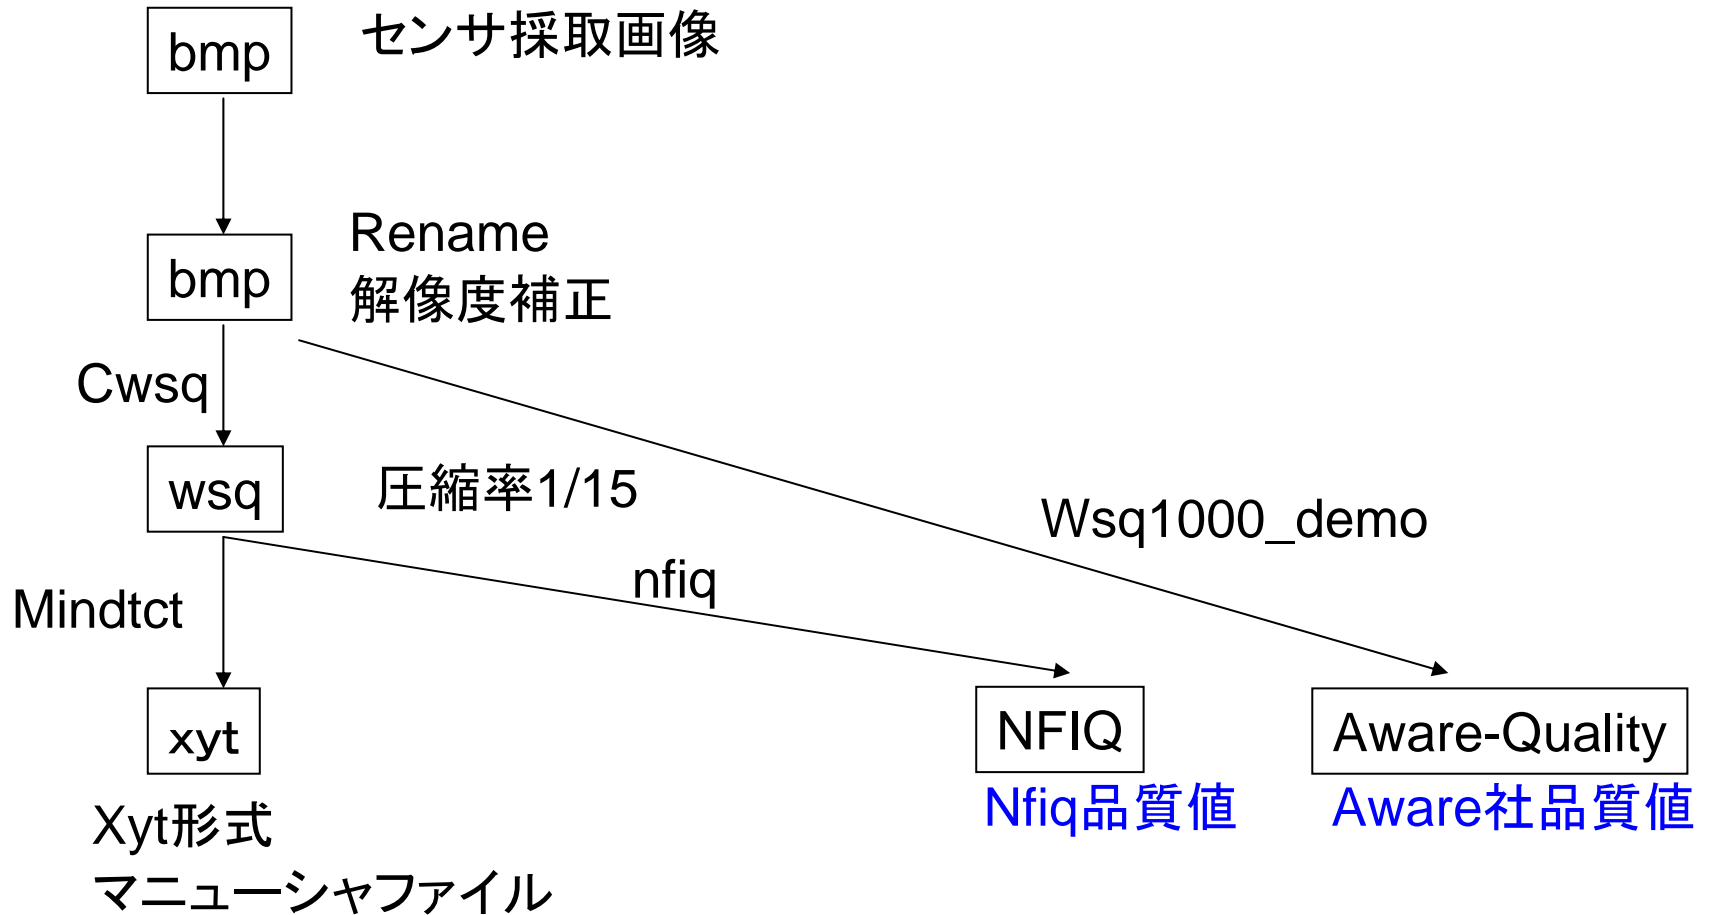 bmp
センサ採取画像
bmp
Rename
解像度補正
Cwsq
wsq
圧縮率1/15
Wsq1000_demo
nfiq
Mindtct
xyt
NFIQ
Aware-Quality
Nfiq品質値
Aware社品質値
Xyt形式
マニューシャファイル